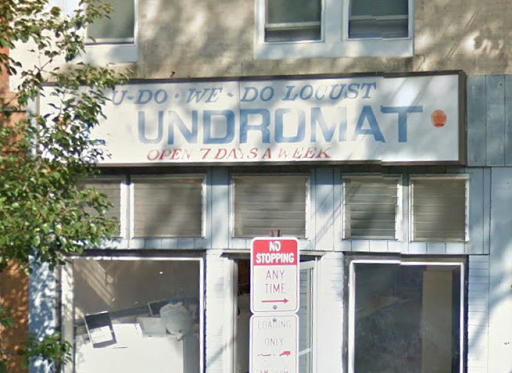 U-DO · WE - DO LOCUST
L UNDROMAT
OPEN 7 DAYS A WEEK
NO
STOPPING
ANY
TIME
LOADING
ONLY